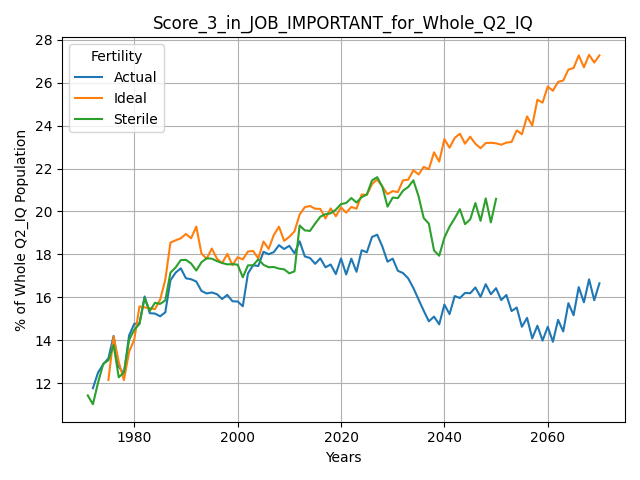 Score_3_in_JOB_IMPORTANT_for_Whole_Q2_IQ
Fertility
Actual
Ideal
Sterile
% of Whole Q2_IQ Population
28
26
24
22
20
18
16
14
12
1980
2000
2020
2040
2060
Years